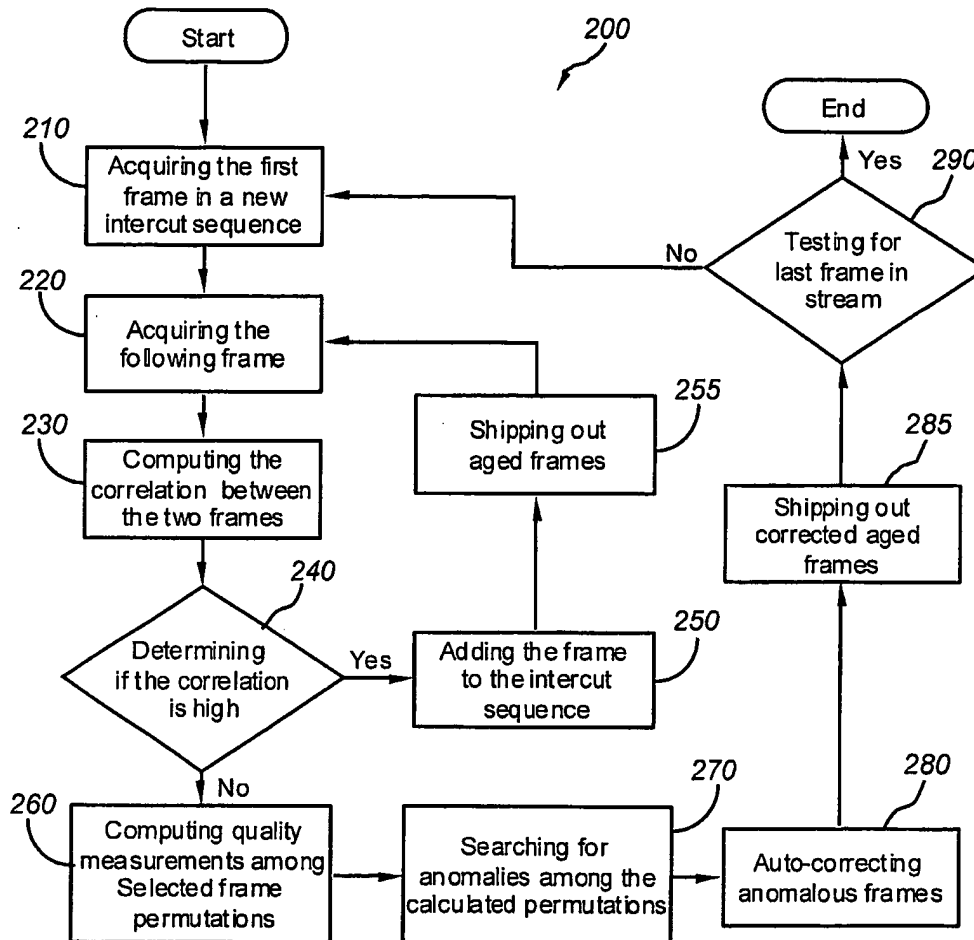 Start
200
End
210
Acquiring the first
frame in a new
intercut sequence
Yes
290
No
Testing for
last frame in
stream
220
Acquiring the
following frame
255
Shipping out
aged frames
230
Computing the
correlation between
the two frames
285
Shipping out
corrected aged
frames
240
Determining
if the correlation
is high
Yes
250
Adding the frame
to the intercut
sequence
No
260
Computing quality
measurements among
Selected frame
permutations
270
Searching for
anomalies among the
calculated permutations
280
Auto-correcting
anomalous frames